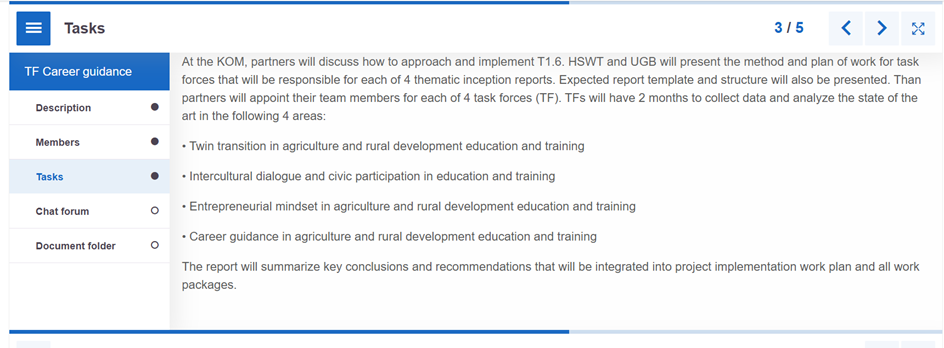 Tasks
3 / 5
TF Career guidance
Description
Members
Tasks
Chat forum
Document folder
At the KOM, partners will discuss how to approach and implement T1.6. HSWT and UGB will present the method and plan of work for task
forces that will be responsible for each of 4 thematic inception reports. Expected report template and structure will also be presented. Than
partners will appoint their team members for each of 4 task forces (TF). TFs will have 2 months to collect data and analyze the state of the
art in the following 4 areas:
• Twin transition in agriculture and rural development education and training
• Intercultural dialogue and civic participation in education and training
• Entrepreneurial mindset in agriculture and rural development education and training
• Career guidance in agriculture and rural development education and training
The report will summarize key conclusions and recommendations that will be integrated into project implementation work plan and all work
packages.